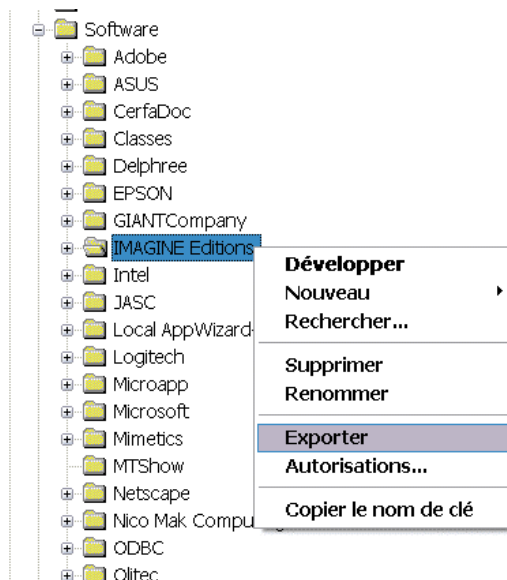 Software
Adobe
ASUS
CerfaDoc
Classes
Delphree
EPSON
GIANTCompany
IMAGINE Editions
Intel
JASC
Local AppWizard-
Logitech
Microapp
Microsoft
Mimetics
MTShow
Netscape
Nico Mak Compu
ODBC
Olitec
Développer
Nouveau
Rechercher...
Supprimer
Renommer
Exporter
Autorisations...
Copier le nom de clé